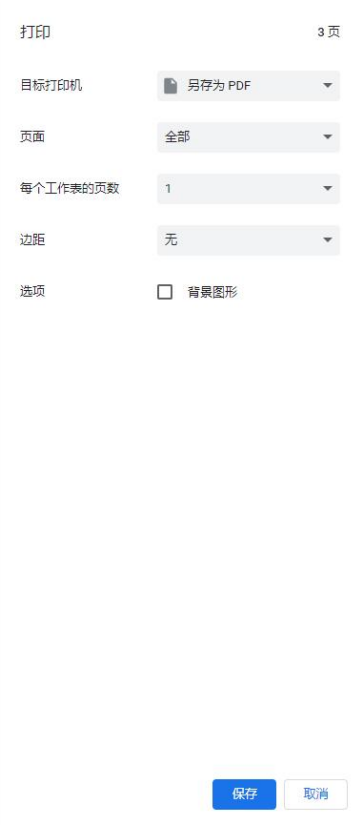 打印 3 页
目标打印机 另存为 PDF
页面 全部
每个工作表的页数 1
边距 无
选项 背景图形
保存 取消